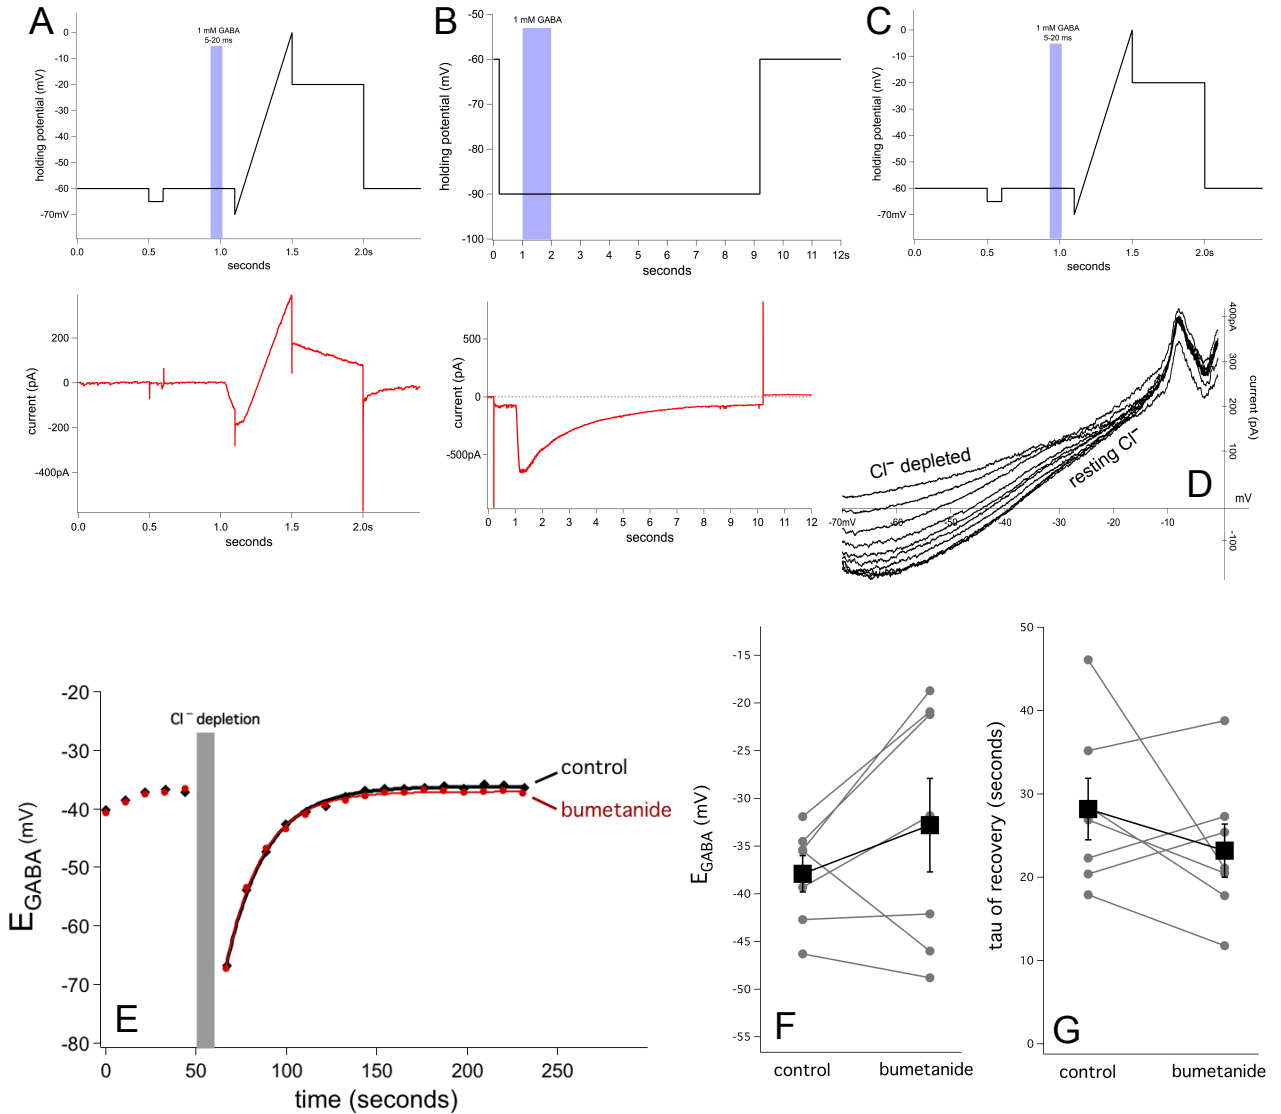 A
1 mM GABA
5-20 ms
holding potential (mV)
0
-10
-20
-30
-40
-50
-60
-70mV
0.0
0.5
1.0
1.5
2.0s
seconds
B
1 mM GABA
holding potential (mV)
-50
-60
-70
-80
-90
-100
0
1
2
3
4
5
6
7
8
9
10
11
12s
seconds
C
1 mM GABA
5-20 ms
holding potential (mV)
0
-10
-20
-30
-40
-50
-60
-70mV
0.0
0.5
1.0
1.5
2.0s
seconds
current (pA)
200
0
-200
-400pA
0.0
0.5
1.0
1.5
2.0s
seconds
current (pA)
500
0
-500pA
0
1
2
3
4
5
6
7
8
9
10
11
12
seconds
D
Cl⁻ depleted
resting Cl⁻
400pA
300
200
100
-100
current (pA)
mV
-70mV
-60
-50
-40
-30
-20
-10
E
EGABA (mV)
-20
-30
-40
-50
-60
-70
-80
Cl⁻ depletion
control
bumetanide
0
50
100
150
200
250
time (seconds)
F
EGABA (mV)
-15
-20
-25
-30
-35
-40
-45
-50
-55
control
bumetanide
G
tau of recovery (seconds)
50
40
30
20
10
0
control
bumetanide